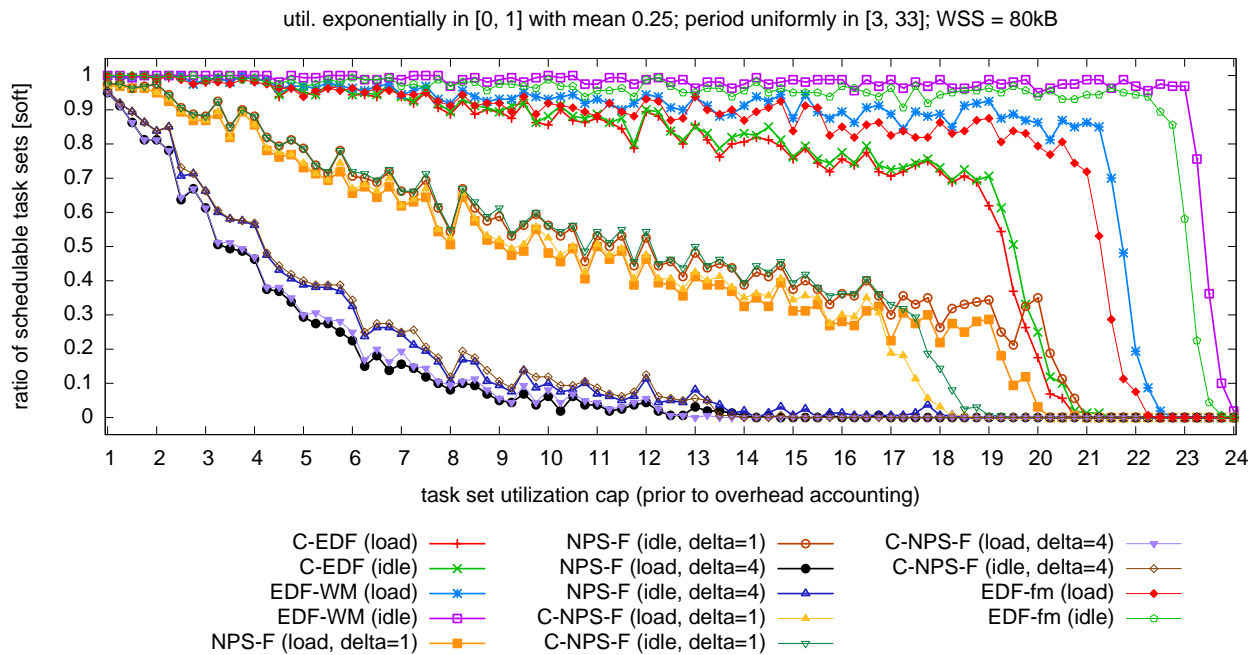 util. exponentially in [0, 1] with mean 0.25; period uniformly in [3, 33]; WSS = 80kB
ratio of schedulable task sets [soft]
1
0.9
0.8
0.7
0.6
0.5
0.4
0.3
0.2
0.1
0
1 2 3 4 5 6 7 8 9 10 11 12 13 14 15 16 17 18 19 20 21 22 23 24
task set utilization cap (prior to overhead accounting)
C-EDF (load)
C-EDF (idle)
EDF-WM (load)
EDF-WM (idle)
NPS-F (load, delta=1)
NPS-F (idle, delta=1)
NPS-F (load, delta=4)
NPS-F (idle, delta=4)
C-NPS-F (load, delta=1)
C-NPS-F (idle, delta=1)
C-NPS-F (load, delta=4)
C-NPS-F (idle, delta=4)
EDF-fm (load)
EDF-fm (idle)